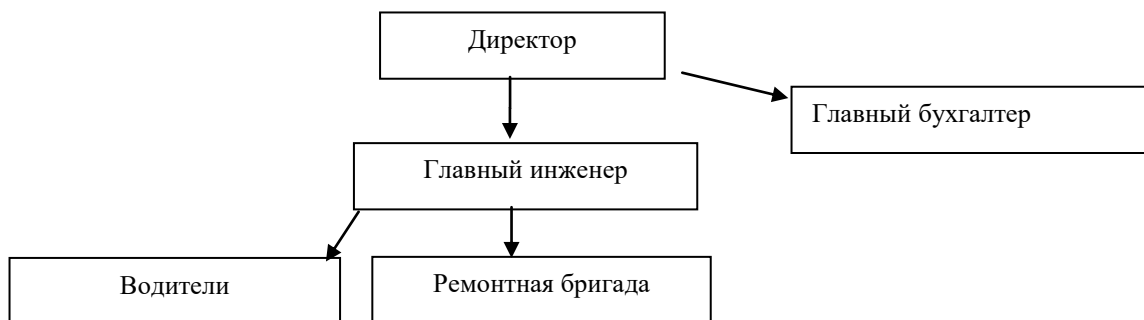 Директор
Главный бухгалтер
Главный инженер
Водители
Ремонтная бригада